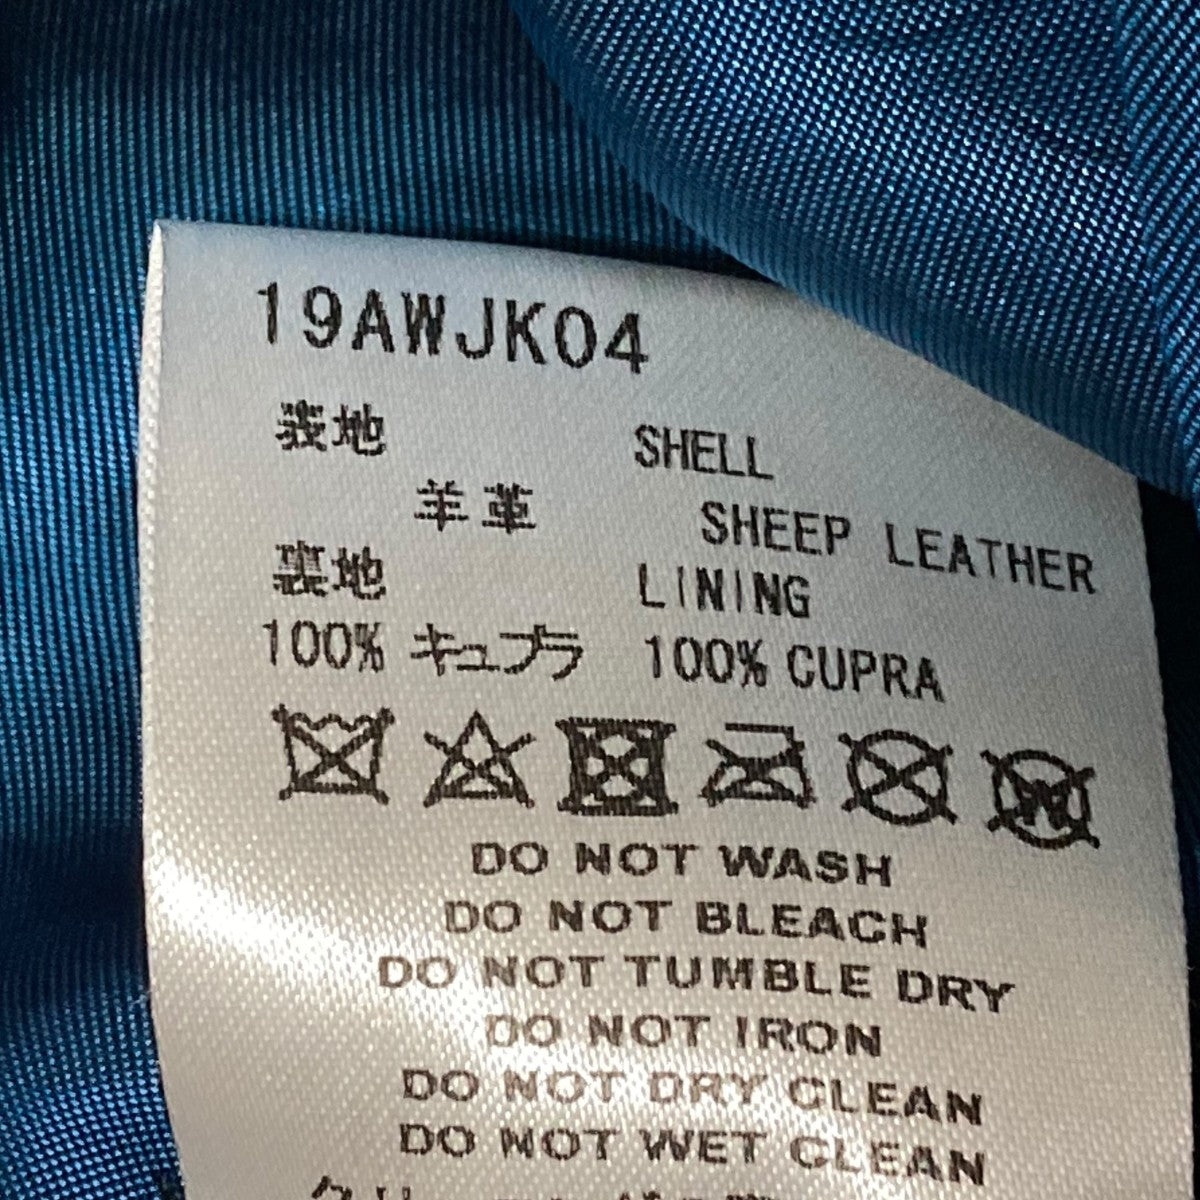 19AWJK04
表地 SHELL
羊革 SHEEP LEATHER
裏地 LINING
100% キュプラ 100% CUPRA
W
DO NOT WASH
DO NOT BLEACH
DO NOT TUMBLE DRY
DO NOT IRON
DO NOT DRY CLEAN
DO NOT WET CLEAN